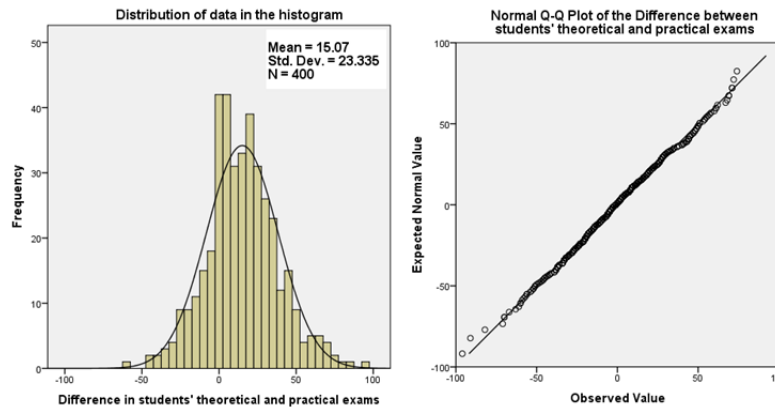 Distribution of data in the histogram
Mean = 15.07
Std. Dev. = 23.335
N = 400
50
40
30
20
10
0
Frequency
-100
-50
0
50
100
Difference in students' theoretical and practical exams
Normal Q-Q Plot of the Difference between
students' theoretical and practical exams
100
50
0
-50
-100
Expected Normal Value
-100
-50
0
50
100
Observed Value